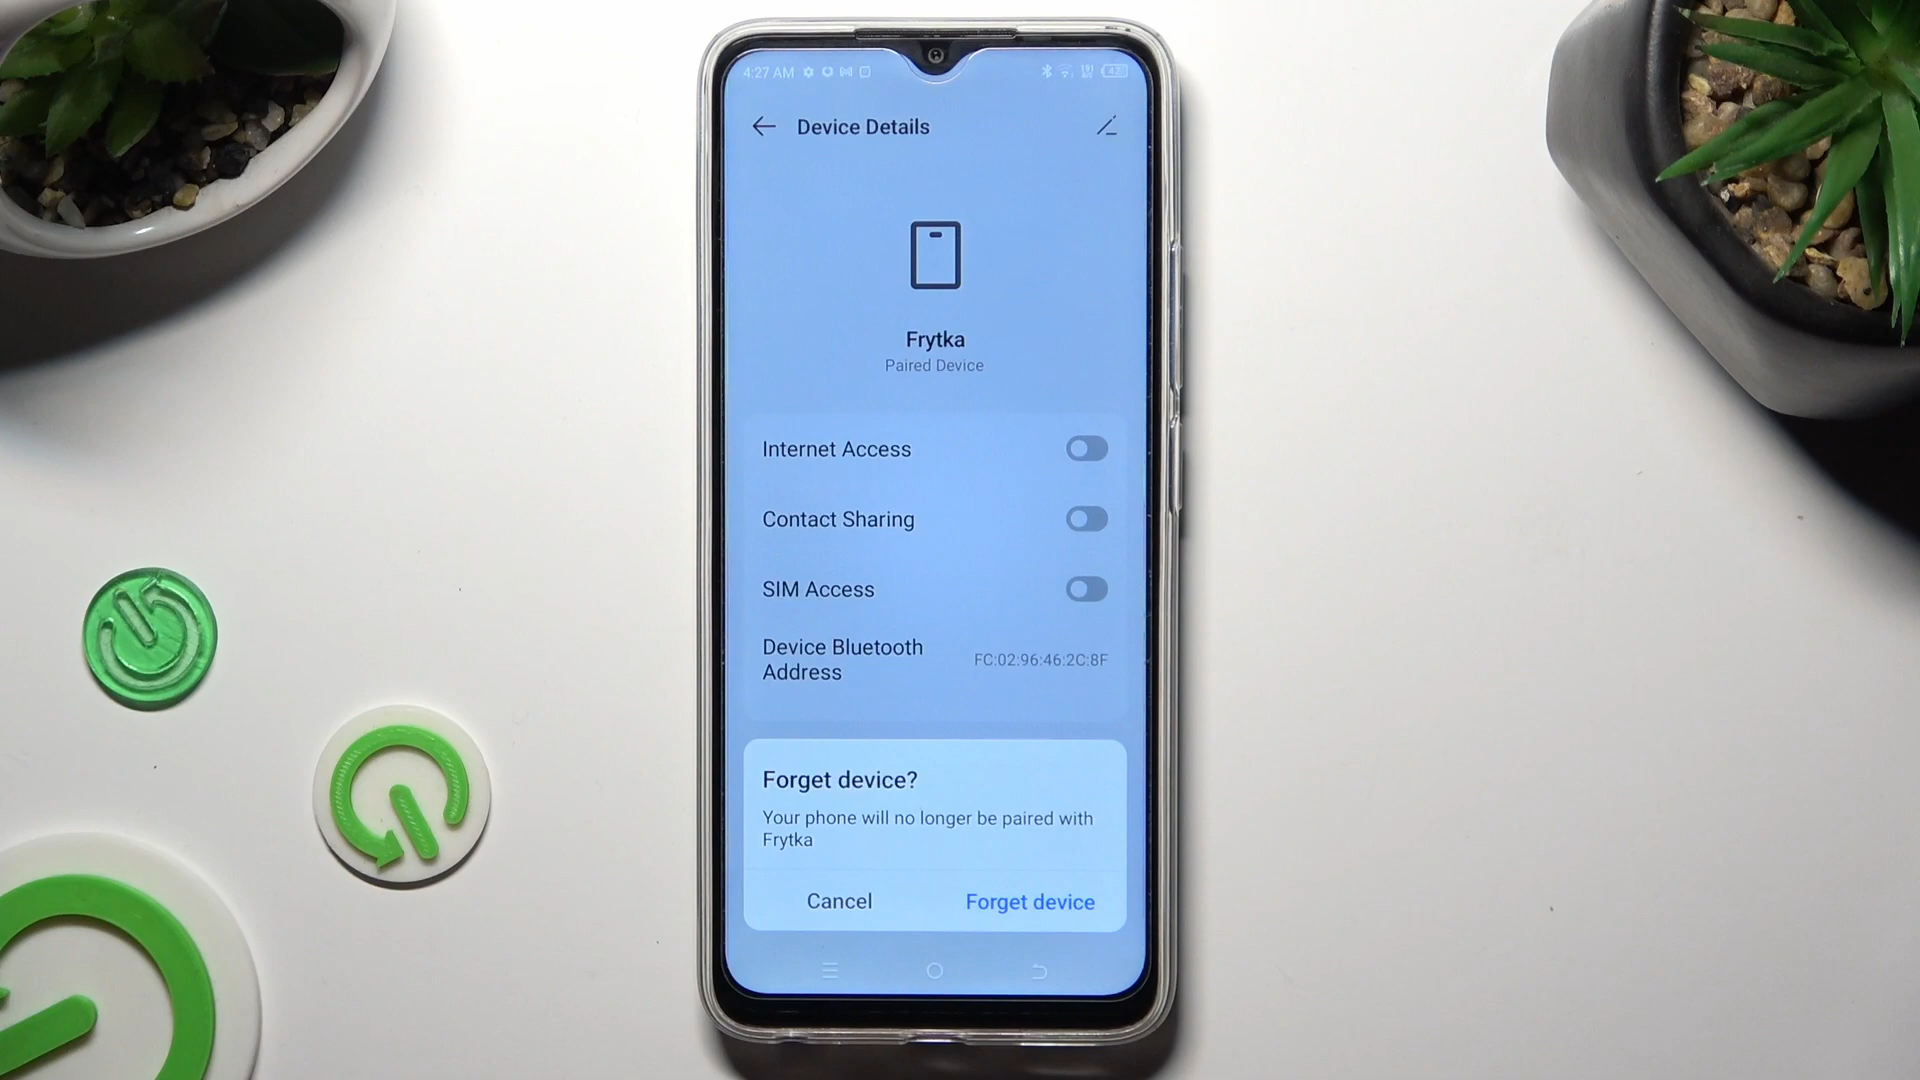 4:27 AM
Device Details
Frytka
Paired Device
Internet Access
Contact Sharing
SIM Access
Device Bluetooth
Address
FC:02:96:46:2C:8F
Forget device?
Your phone will no longer be paired with
Frytka
Cancel
Forget device